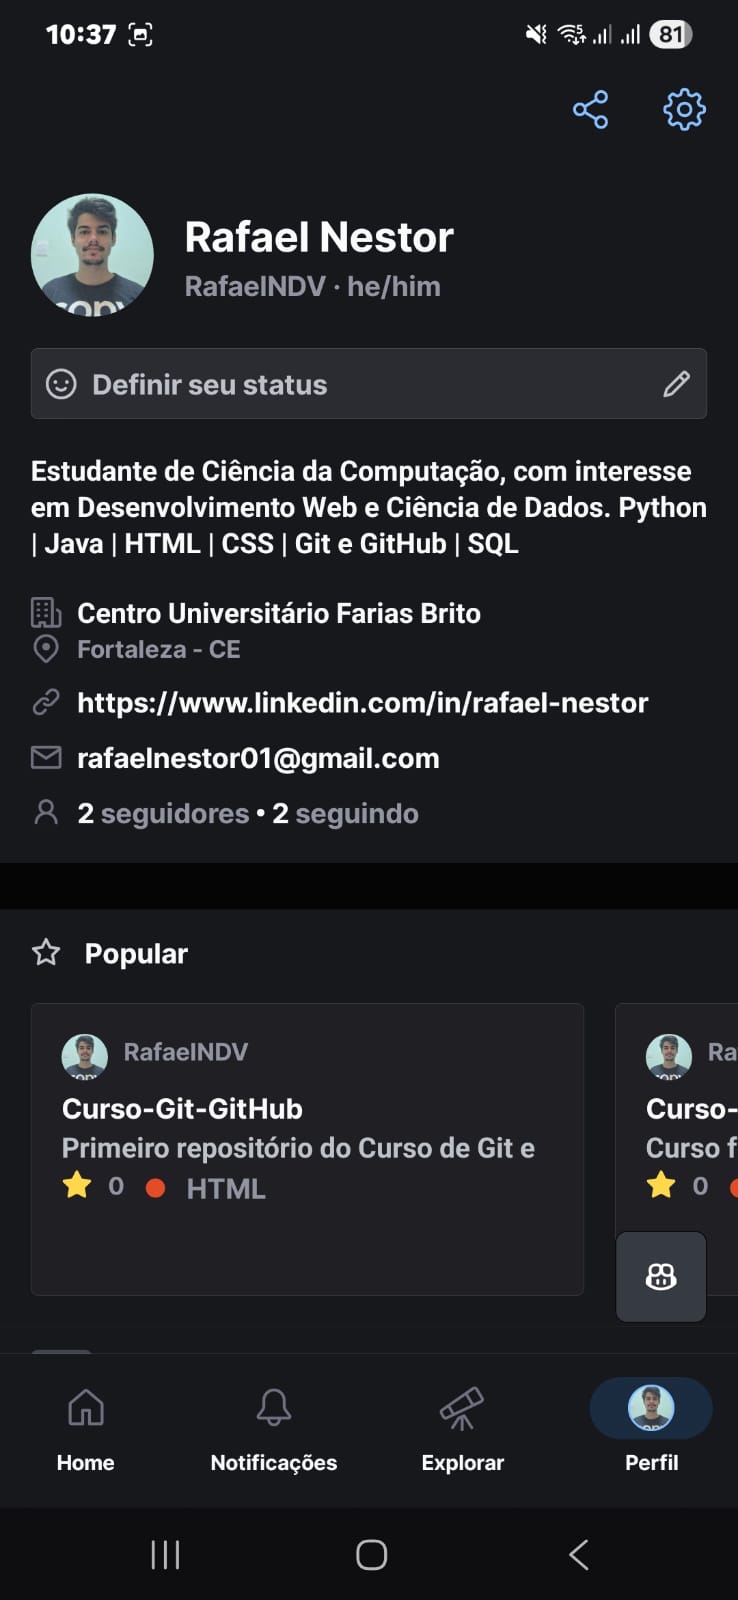 10:37
81
Rafael Nestor
RafaelNDV · he/him
Definir seu status
Estudante de Ciência da Computação, com interesse
em Desenvolvimento Web e Ciência de Dados. Python
| Java | HTML | CSS | Git e GitHub | SQL
Centro Universitário Farias Brito
Fortaleza - CE
https://www.linkedin.com/in/rafael-nestor
rafaelnestor01@gmail.com
2 seguidores • 2 seguindo
Popular
RafaelNDV
Curso-Git-GitHub
Primeiro repositório do Curso de Git e
0 HTML
Ra
Curso-
Curso f
0
Home
Notificações
Explorar
Perfil